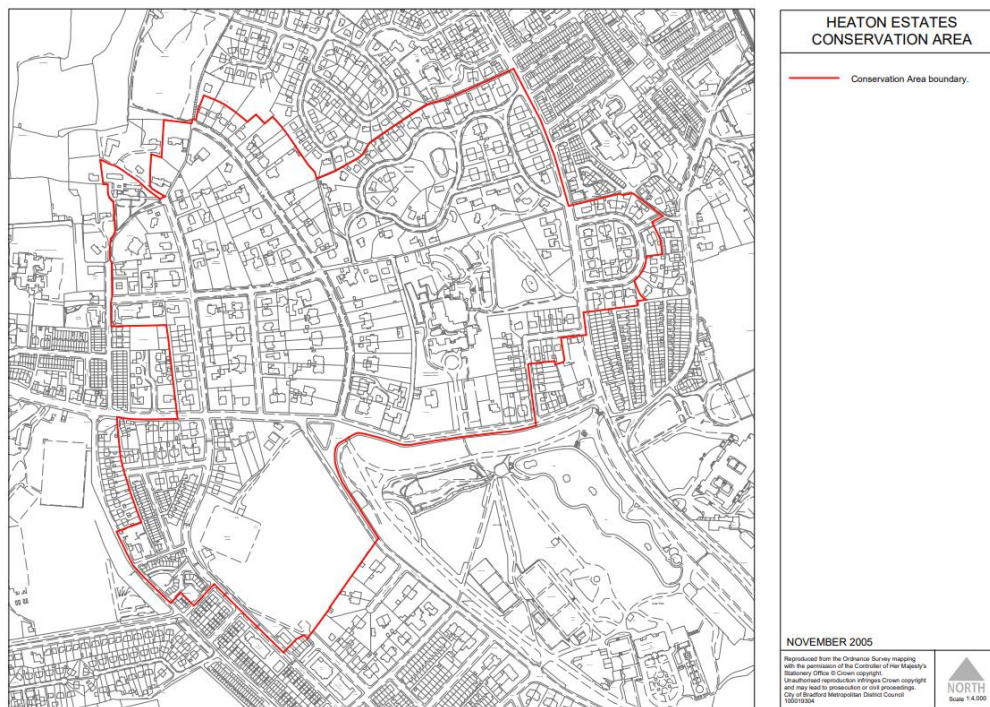 HEATON ESTATES
CONSERVATION AREA
Conservation Area boundary.
NOVEMBER 2005
Reproduced from the Ordnance Survey mapping
with the permission of the Controller of Her Majesty's
Stationery Office © Crown copyright.
Unauthorised reproduction infringes Crown copyright
and may lead to prosecution or civil proceedings.
City of Bradford Metropolitan District Council
100019304
NORTH
Scale 1:4,000